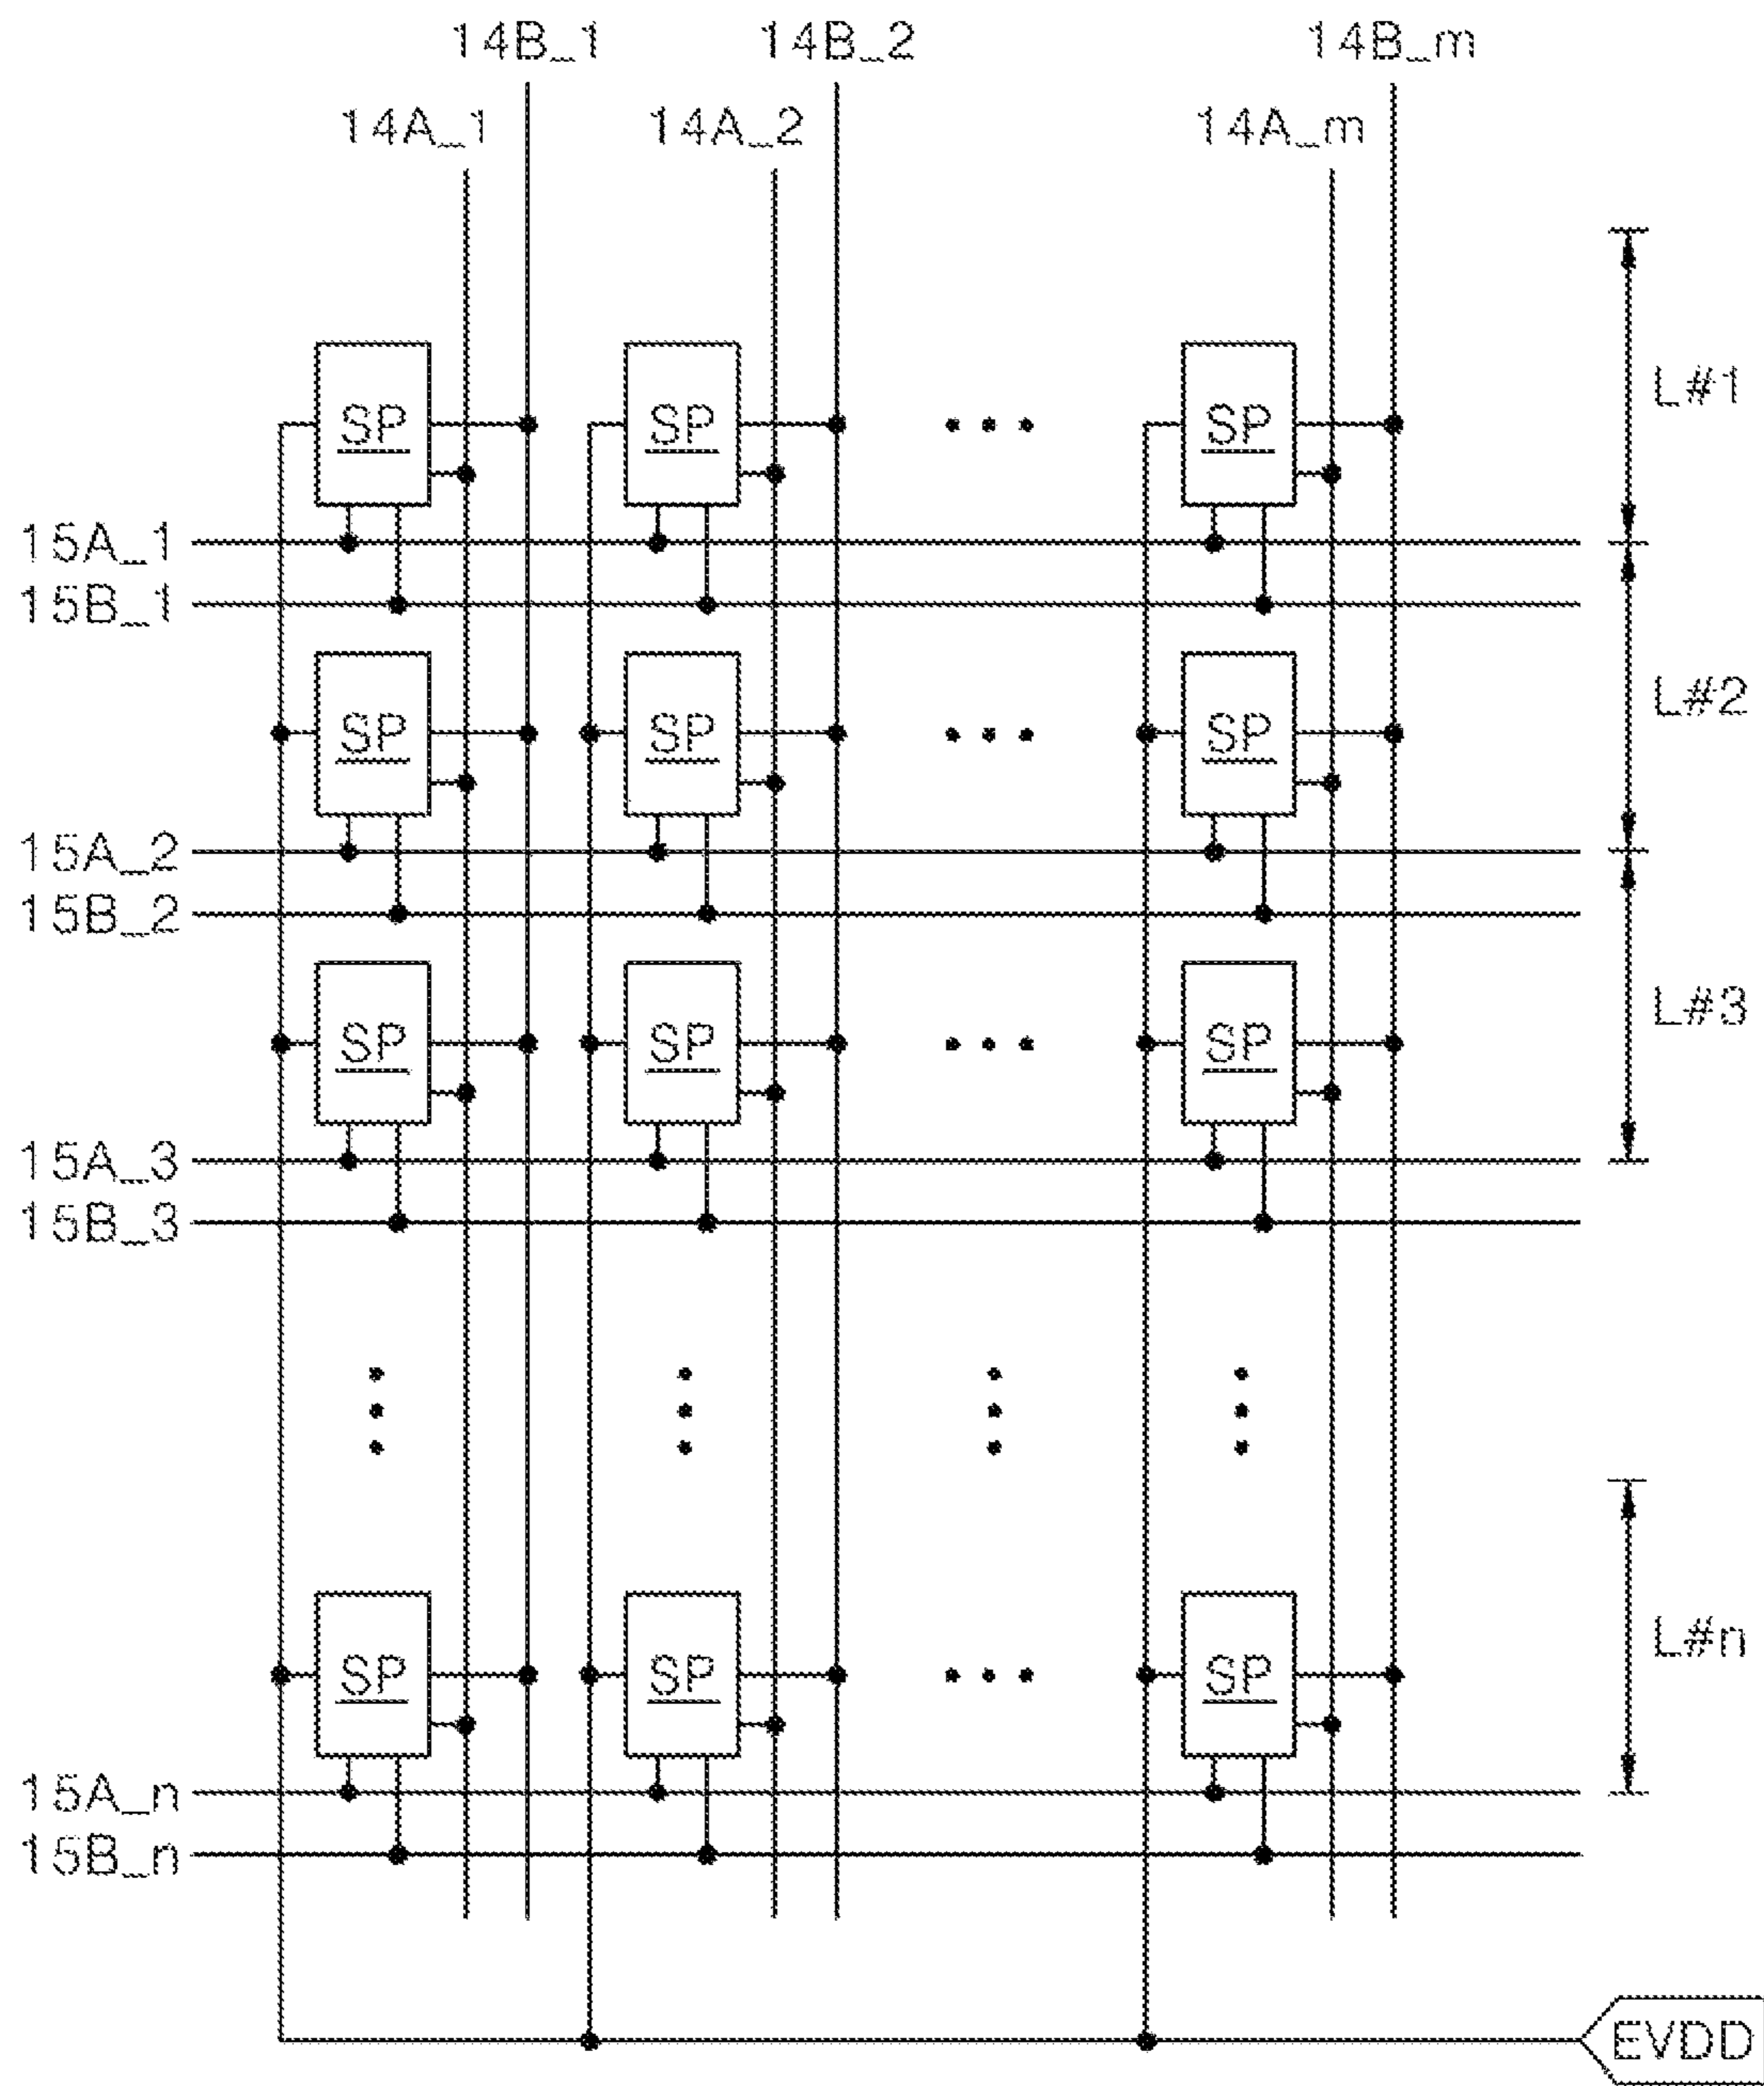 14B_1 14B_2 14B_m
14A_1 14A_2 14A_m
SP SP SP L#1
15A_1
15B_1
SP SP SP L#2
15A_2
15B_2
SP SP SP L#3
15A_3
15B_3
SP SP SP L#n
15A_n
15B_n
EVDD